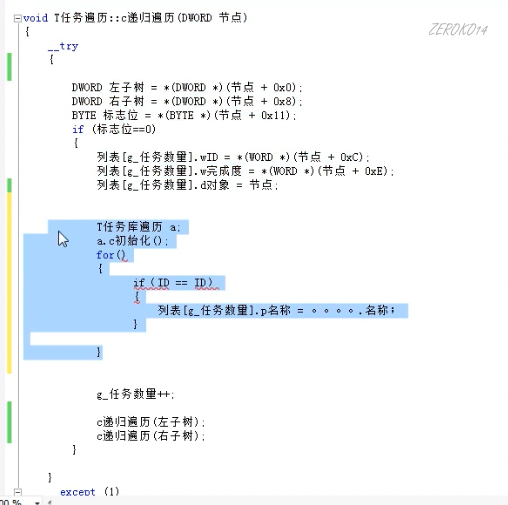 void T任务遍历::c递归遍历(DWORD 节点)
ZEROKO14
{
__try
{
DWORD 左子树 = *(DWORD *)(节点 + 0x0);
DWORD 右子树 = *(DWORD *)(节点 + 0x8);
BYTE 标志位 = *(BYTE *)(节点 + 0x11);
if (标志位==0)
{
列表[g_任务数量].wID = *(WORD *)(节点 + 0xC);
列表[g_任务数量].w完成度 = *(WORD *)(节点 + 0xE);
列表[g_任务数量].d对象 = 节点;
T任务库遍历 a;
a.c初始化();
for()
{
if (ID == ID)
{
列表[g_任务数量].p名称 = 。。。。.名称;
}
}
g_任务数量++;
c递归遍历(左子树);
c递归遍历(右子树);
}
}
except (1)